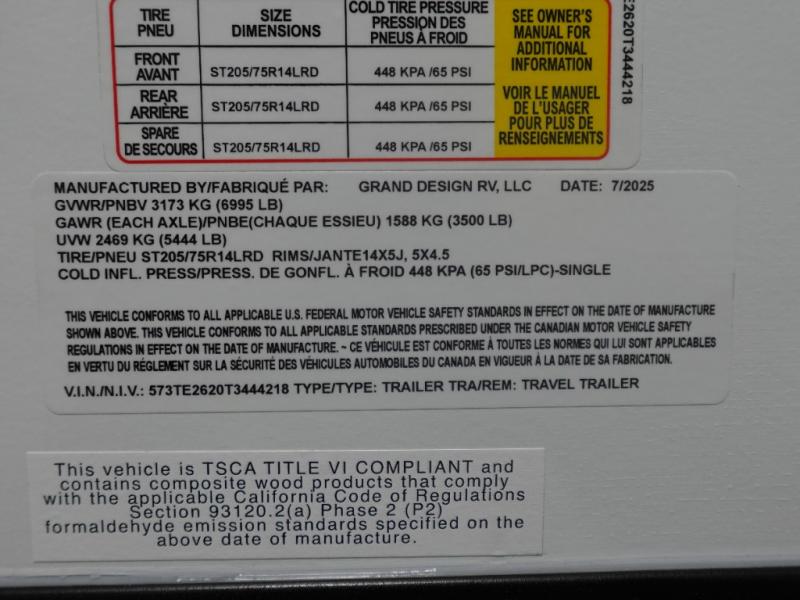 TIRE PNEU SIZE DIMENSIONS COLD TIRE PRESSURE PRESSION DES PNEUS À FROID
FRONT AVANT ST205/75R14LRD 448 KPA /65 PSI
REAR ARRIÈRE ST205/75R14LRD 448 KPA /65 PSI
SPARE DE SECOURS ST205/75R14LRD 448 KPA /65 PSI
SEE OWNER'S
MANUAL FOR
ADDITIONAL
INFORMATION
VOIR LE MANUEL
DE L'USAGER
POUR PLUS DE
RENSEIGNEMENTS
E2620T3444218
MANUFACTURED BY/FABRIQUÉ PAR: GRAND DESIGN RV, LLC DATE: 7/2025
GVWR/PNBV 3173 KG (6995 LB)
GAWR (EACH AXLE)/PNBE(CHAQUE ESSIEU) 1588 KG (3500 LB)
UVW 2469 KG (5444 LB)
TIRE/PNEU ST205/75R14LRD RIMS/JANTE14X5J, 5X4.5
COLD INFL. PRESS/PRESS. DE GONFL. À FROID 448 KPA (65 PSI/LPC)-SINGLE
THIS VEHICLE CONFORMS TO ALL APPLICABLE U.S. FEDERAL MOTOR VEHICLE SAFETY STANDARDS IN EFFECT ON THE DATE OF MANUFACTURE
SHOWN ABOVE. THIS VEHICLE CONFORMS TO ALL APPLICABLE STANDARDS PRESCRIBED UNDER THE CANADIAN MOTOR VEHICLE SAFETY
REGULATIONS IN EFFECT ON THE DATE OF MANUFACTURE. ~ CE VÉHICULE EST CONFORME À TOUTES LES NORMES QUI LUI SONT APPLICABLES
EN VERTU DU RÉGLEMENT SUR LA SÉCURITÉ DES VÉHICULES AUTOMOBILES DU CANADA EN VIGUEUR À LA DATE DE SA FABRICATION.
V.I.N./N.I.V.: 573TE2620T3444218 TYPE/TYPE: TRAILER TRA/REM: TRAVEL TRAILER
This vehicle is TSCA TITLE VI COMPLIANT and
contains composite wood products that comply
with the applicable California Code of Regulations
Section 93120.2(a) Phase 2 (P2)
formaldehyde emission standards specified on the
above date of manufacture.